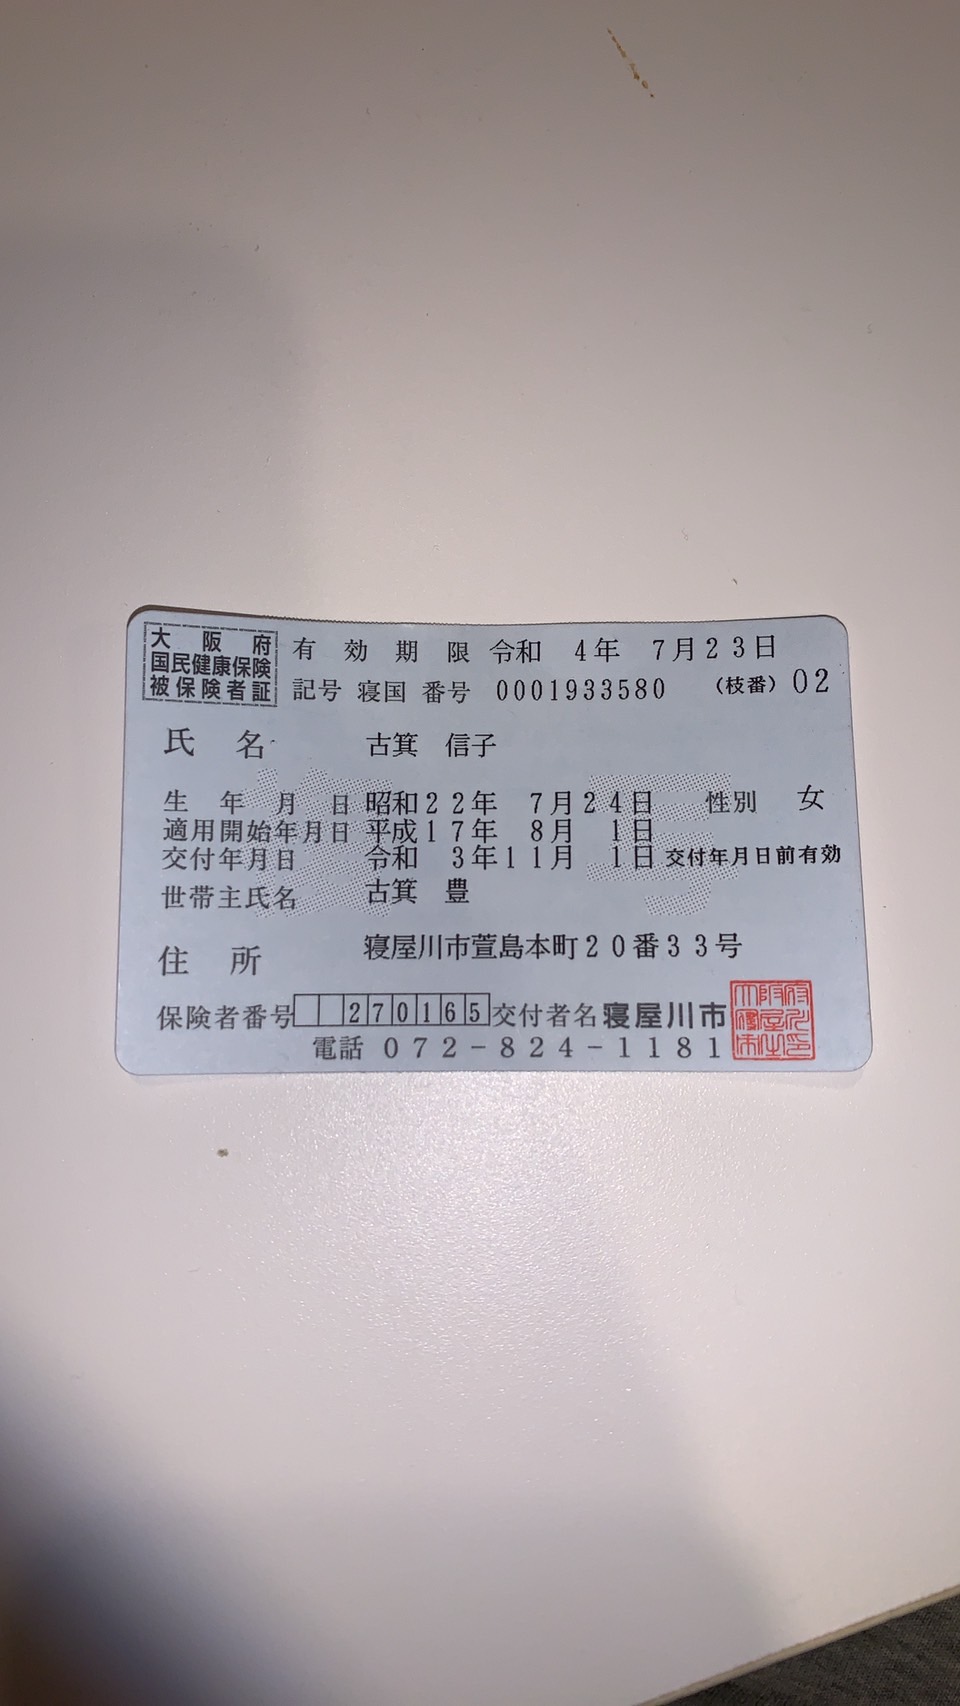 大阪府
国民健康保険
被保険者証
有効期限 令和 4年 7月23日
記号 寝国 番号 0001933580 (枝番) 02
氏名 古箕 信子
生年月日 昭和22年 7月24日 性別 女
適用開始年月日 平成17年 8月 1日
交付年月日 令和 3年11月 1日 交付年月日前有効
世帯主氏名 古箕 豊
住所 寝屋川市萱島本町20番33号
保険者番号 270165 交付者名 寝屋川市
電話 072-824-1181